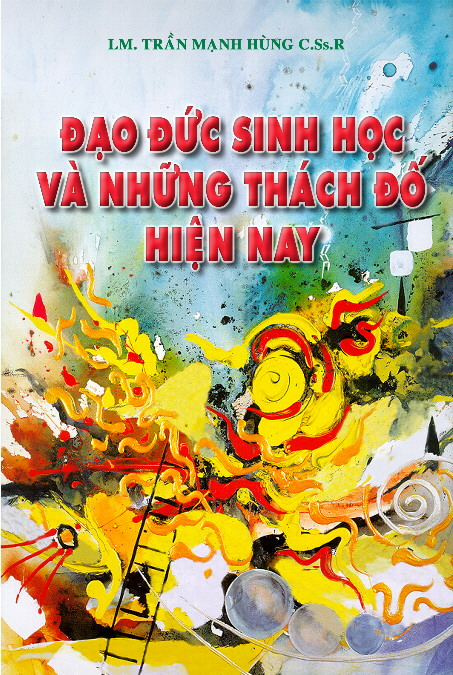 LM. TRẦN MẠNH HÙNG C.Ss.R
ĐẠO ĐỨC SINH HỌC
VÀ NHỮNG THÁCH ĐỐ
HIỆN NAY